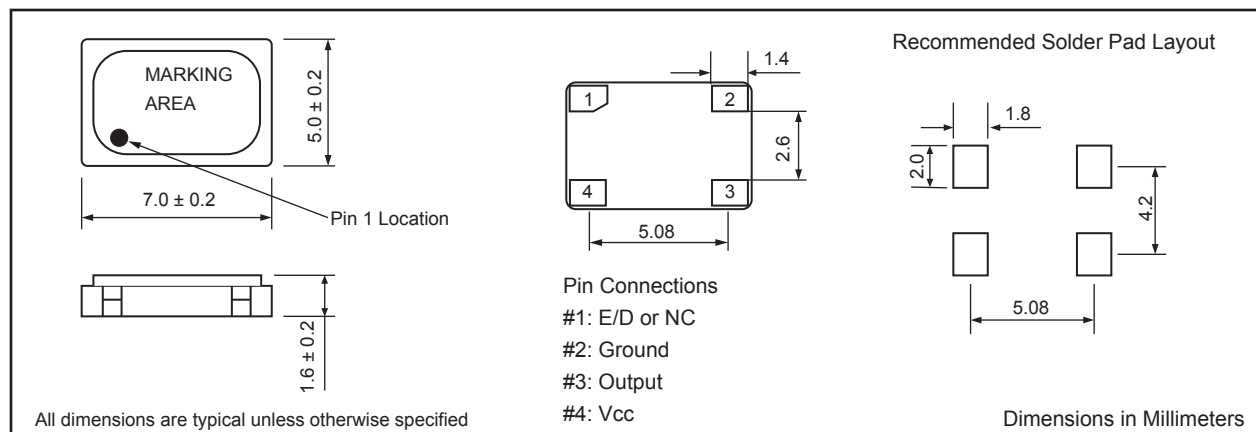 MARKING
AREA
5.0 ± 0.2
7.0 ± 0.2
Pin 1 Location
1.6 ± 0.2
All dimensions are typical unless otherwise specified
1.4
1
2
2.6
4
3
5.08
Pin Connections
#1: E/D or NC
#2: Ground
#3: Output
#4: Vcc
Recommended Solder Pad Layout
1.8
2.0
4.2
5.08
Dimensions in Millimeters